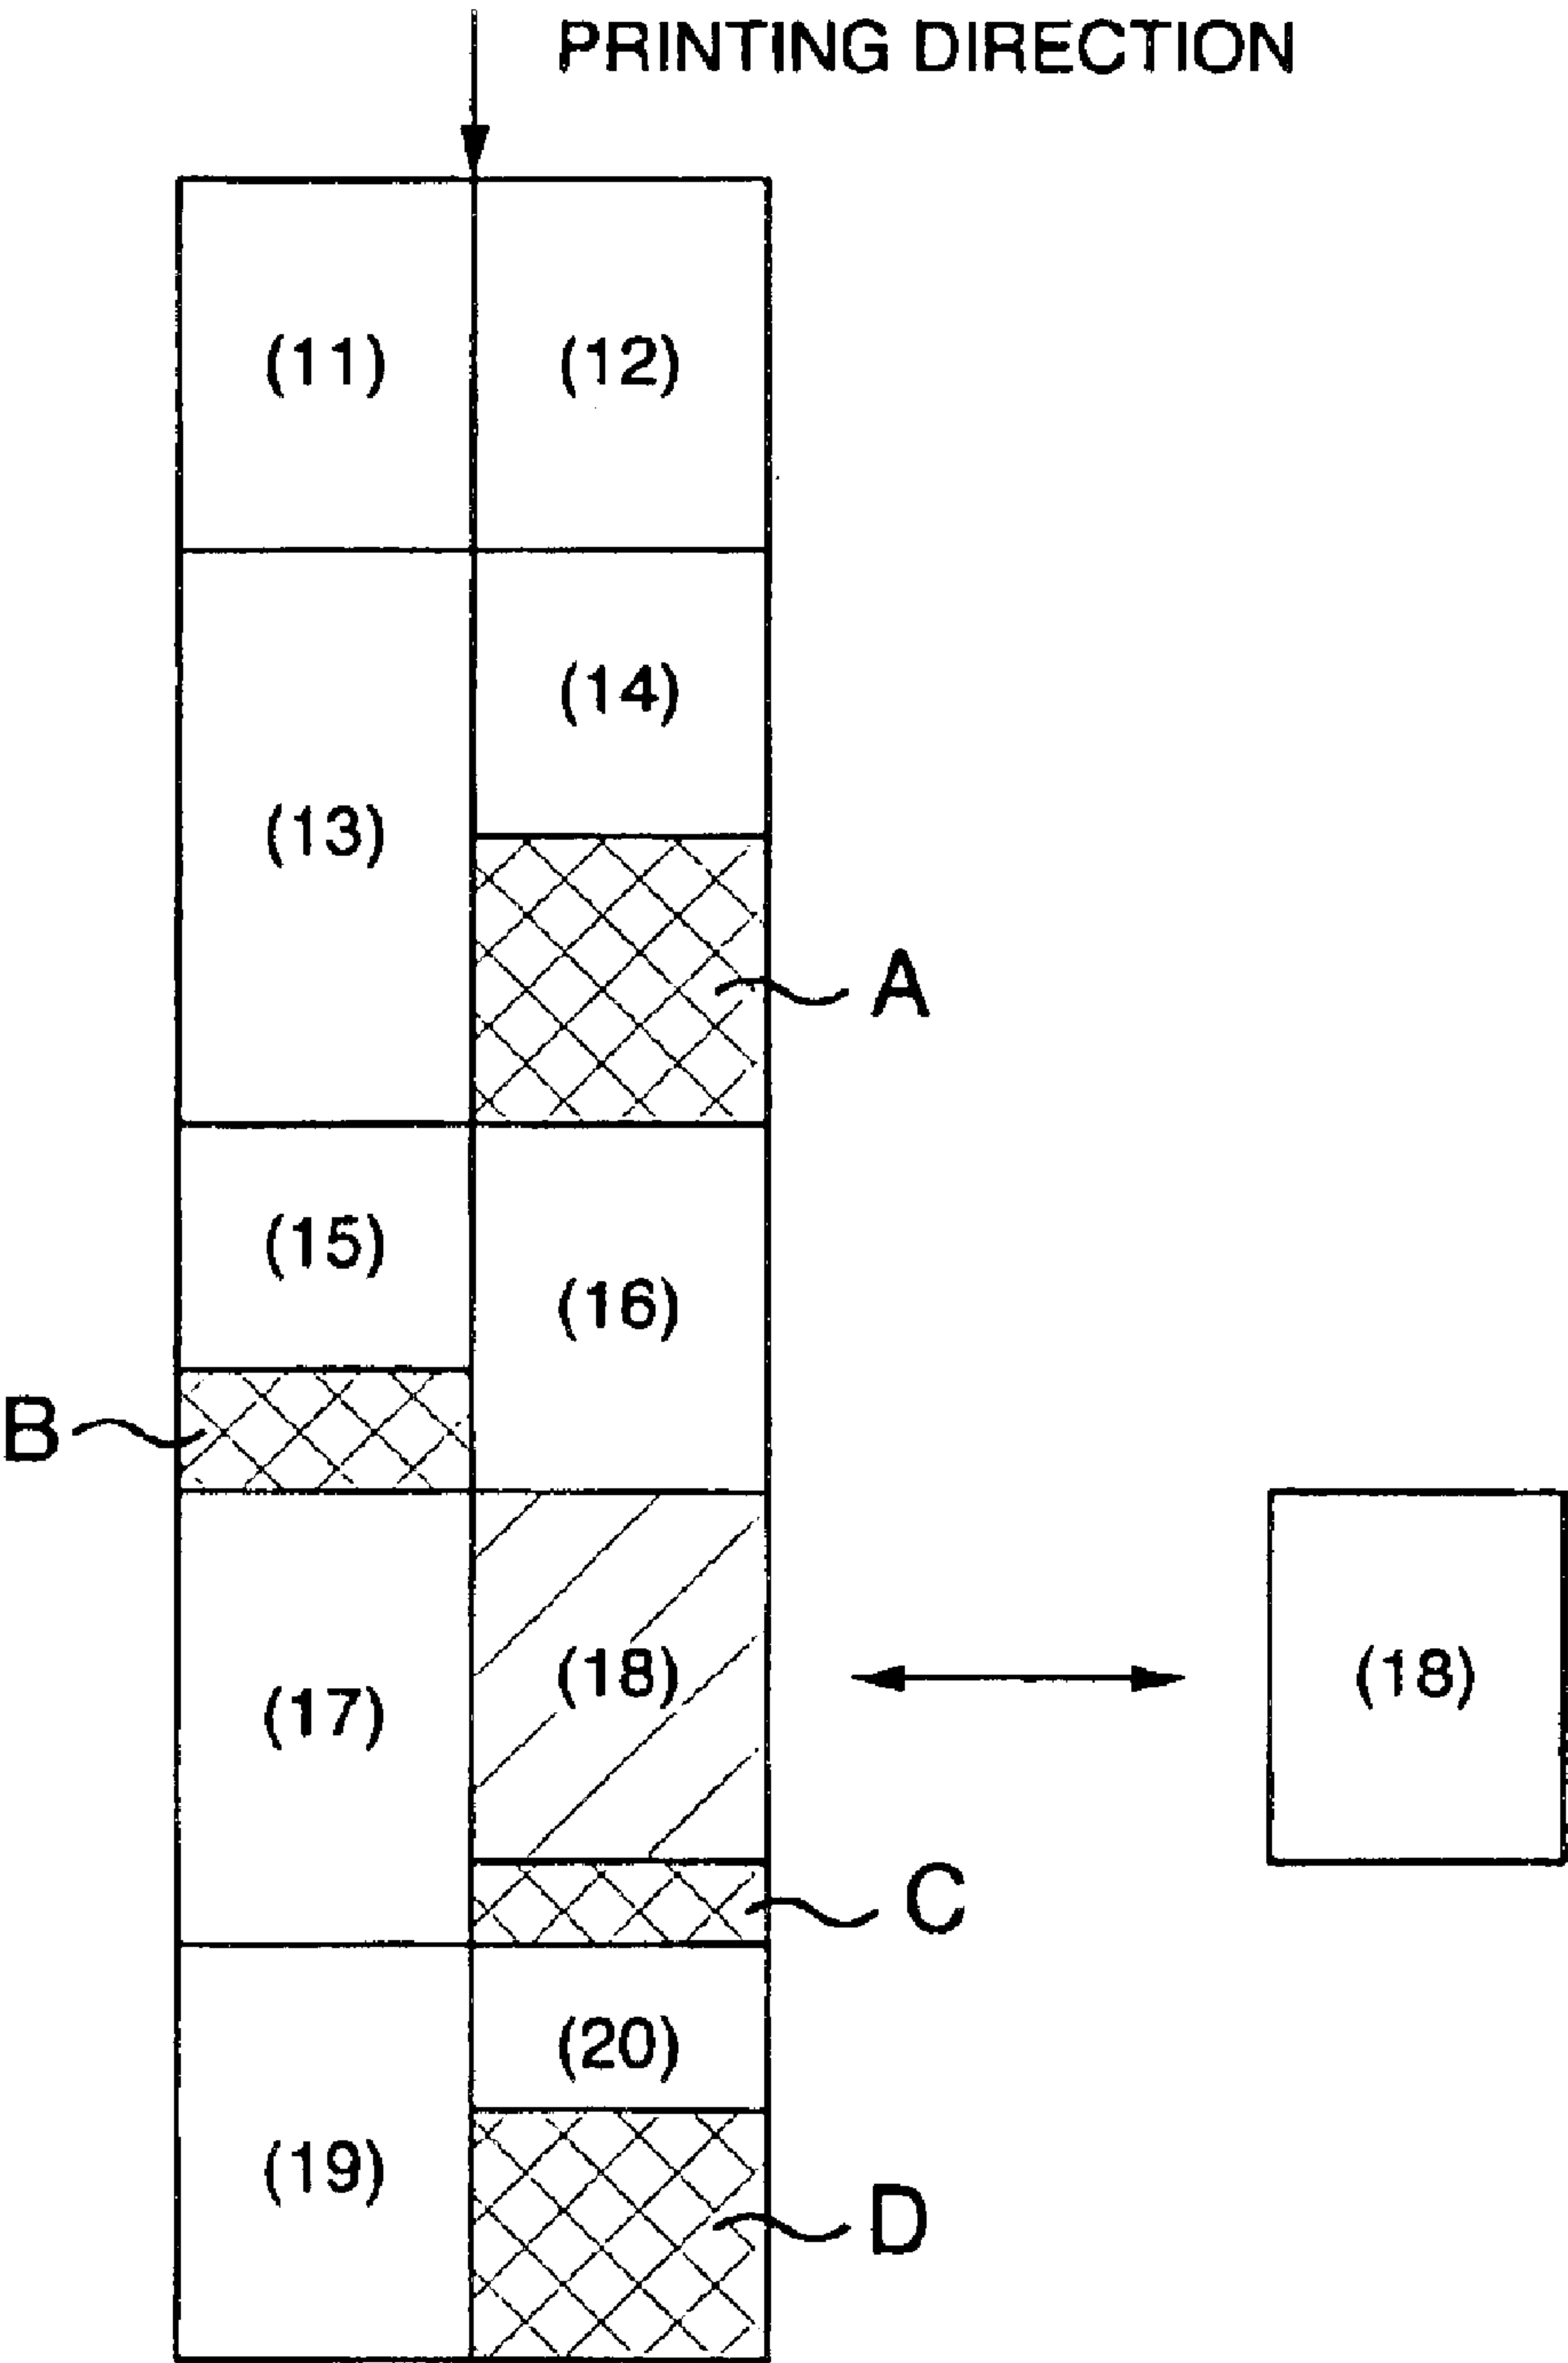 PRINTING DIRECTION
(11) (12)
(14)
(13)
A
(15)
(16)
B
(18) (18)
(17)
C
(20)
(19)
D